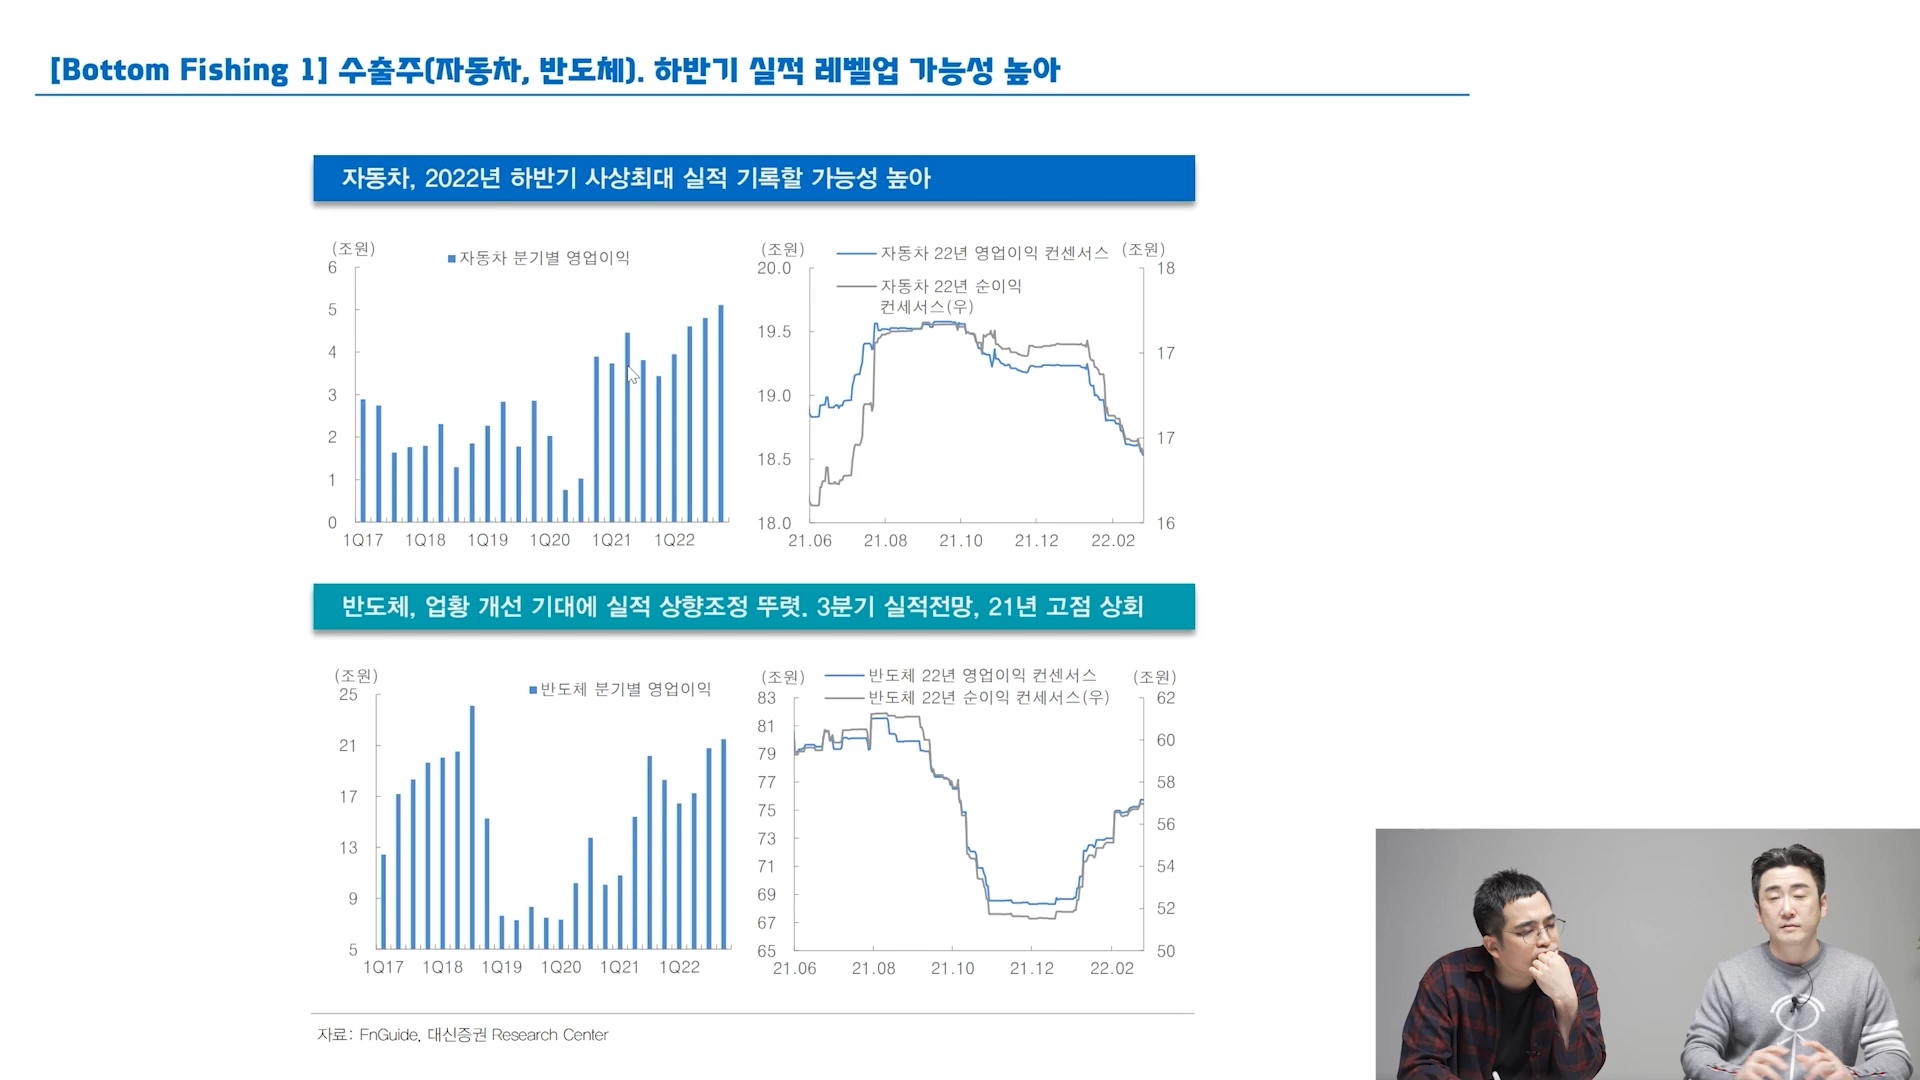 [Bottom Fishing 1] 수출주(자동차, 반도체). 하반기 실적 레벨업 가능성 높아
자동차, 2022년 하반기 사상최대 실적 기록할 가능성 높아
(조원)
자동차 분기별 영업이익
6
5
4
3
2
1
0
1Q17 1Q18 1Q19 1Q20 1Q21 1Q22
(조원)
자동차 22년 영업이익 컨센서스
(조원)
자동차 22년 순이익
컨세서스(우)
20.0
19.5
19.0
18.5
18.0
18
17
17
16
21.06 21.08 21.10 21.12 22.02
반도체, 업황 개선 기대에 실적 상향조정 뚜렷. 3분기 실적전망, 21년 고점 상회
(조원)
반도체 분기별 영업이익
25
21
17
13
9
5
1Q17 1Q18 1Q19 1Q20 1Q21 1Q22
(조원)
반도체 22년 영업이익 컨센서스
(조원)
반도체 22년 순이익 컨세서스(우)
83
81
79
77
75
73
71
69
67
65
62
60
58
56
54
52
50
21.06 21.08 21.10 21.12 22.02
자료: FnGuide, 대신증권 Research Center